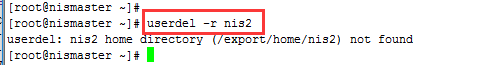 [root@nismaster ~]#
[root@nismaster ~]# userdel -r nis2
userdel: nis2 home directory (/export/home/nis2) not found
[root@nismaster ~]#